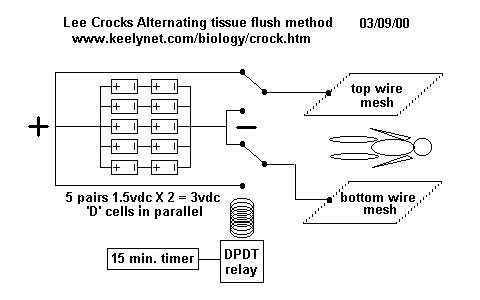 Lee Crocks Alternating tissue flush method 03/09/00
www.keelynet.com/biology/crock.htm
+
−
top wire
mesh
bottom wire
mesh
5 pairs 1.5vdc X 2 = 3vdc
'D' cells in parallel
15 min. timer
DPDT
relay